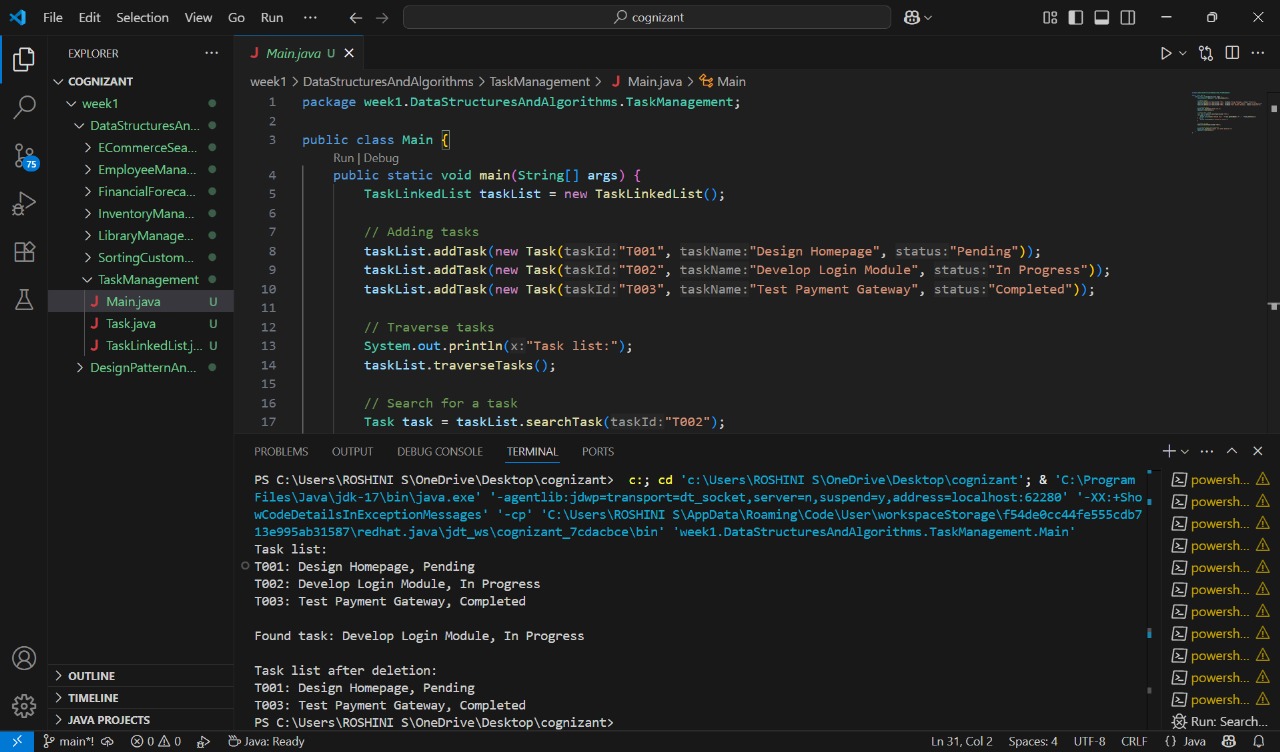 File Edit Selection View Go Run ··· cognizant
EXPLORER ···
COGNIZANT
week1
DataStructuresAn...
ECommerceSea...
EmployeeMana...
FinancialForeca...
InventoryMana...
LibraryManage...
SortingCustom...
TaskManagement
J Main.java U
J Task.java U
J TaskLinkedList.j... U
DesignPatternAn...
OUTLINE
TIMELINE
JAVA PROJECTS
75
J Main.java U
week1 > DataStructuresAndAlgorithms > TaskManagement > J Main.java > Main
1 package week1.DataStructuresAndAlgorithms.TaskManagement;
2
3 public class Main {
Run | Debug
4 public static void main(String[] args) {
5 TaskLinkedList taskList = new TaskLinkedList();
6
7 // Adding tasks
8 taskList.addTask(new Task(taskId:"T001", taskName:"Design Homepage", status:"Pending"));
9 taskList.addTask(new Task(taskId:"T002", taskName:"Develop Login Module", status:"In Progress"));
10 taskList.addTask(new Task(taskId:"T003", taskName:"Test Payment Gateway", status:"Completed"));
11
12 // Traverse tasks
13 System.out.println(x:"Task list:");
14 taskList.traverseTasks();
15
16 // Search for a task
17 Task task = taskList.searchTask(taskId:"T002");
PROBLEMS OUTPUT DEBUG CONSOLE TERMINAL PORTS
PS C:\Users\ROSHINI S\OneDrive\Desktop\cognizant> c:; cd 'c:\Users\ROSHINI S\OneDrive\Desktop\cognizant'; & 'C:\Program
Files\Java\jdk-17\bin\java.exe' '-agentlib:jdwp=transport=dt_socket,server=n,suspend=y,address=localhost:62280' '-XX:+Sho
wCodeDetailsInExceptionMessages' '-cp' 'C:\Users\ROSHINI S\AppData\Roaming\Code\User\workspaceStorage\f54de0cc44fe555cdb7
13e995ab31587\redhat.java\jdt_ws\cognizant_7cdacbce\bin' 'week1.DataStructuresAndAlgorithms.TaskManagement.Main'
Task list:
T001: Design Homepage, Pending
T002: Develop Login Module, In Progress
T003: Test Payment Gateway, Completed
Found task: Develop Login Module, In Progress
Task list after deletion:
T001: Design Homepage, Pending
T003: Test Payment Gateway, Completed
PS C:\Users\ROSHINI S\OneDrive\Desktop\cognizant>
powersh...
powersh...
powersh...
powersh...
powersh...
powersh...
powersh...
powersh...
powersh...
powersh...
powersh...
Run: Search...
main*! 0 0 Java: Ready Ln 31, Col 2 Spaces: 4 UTF-8 CRLF {} Java